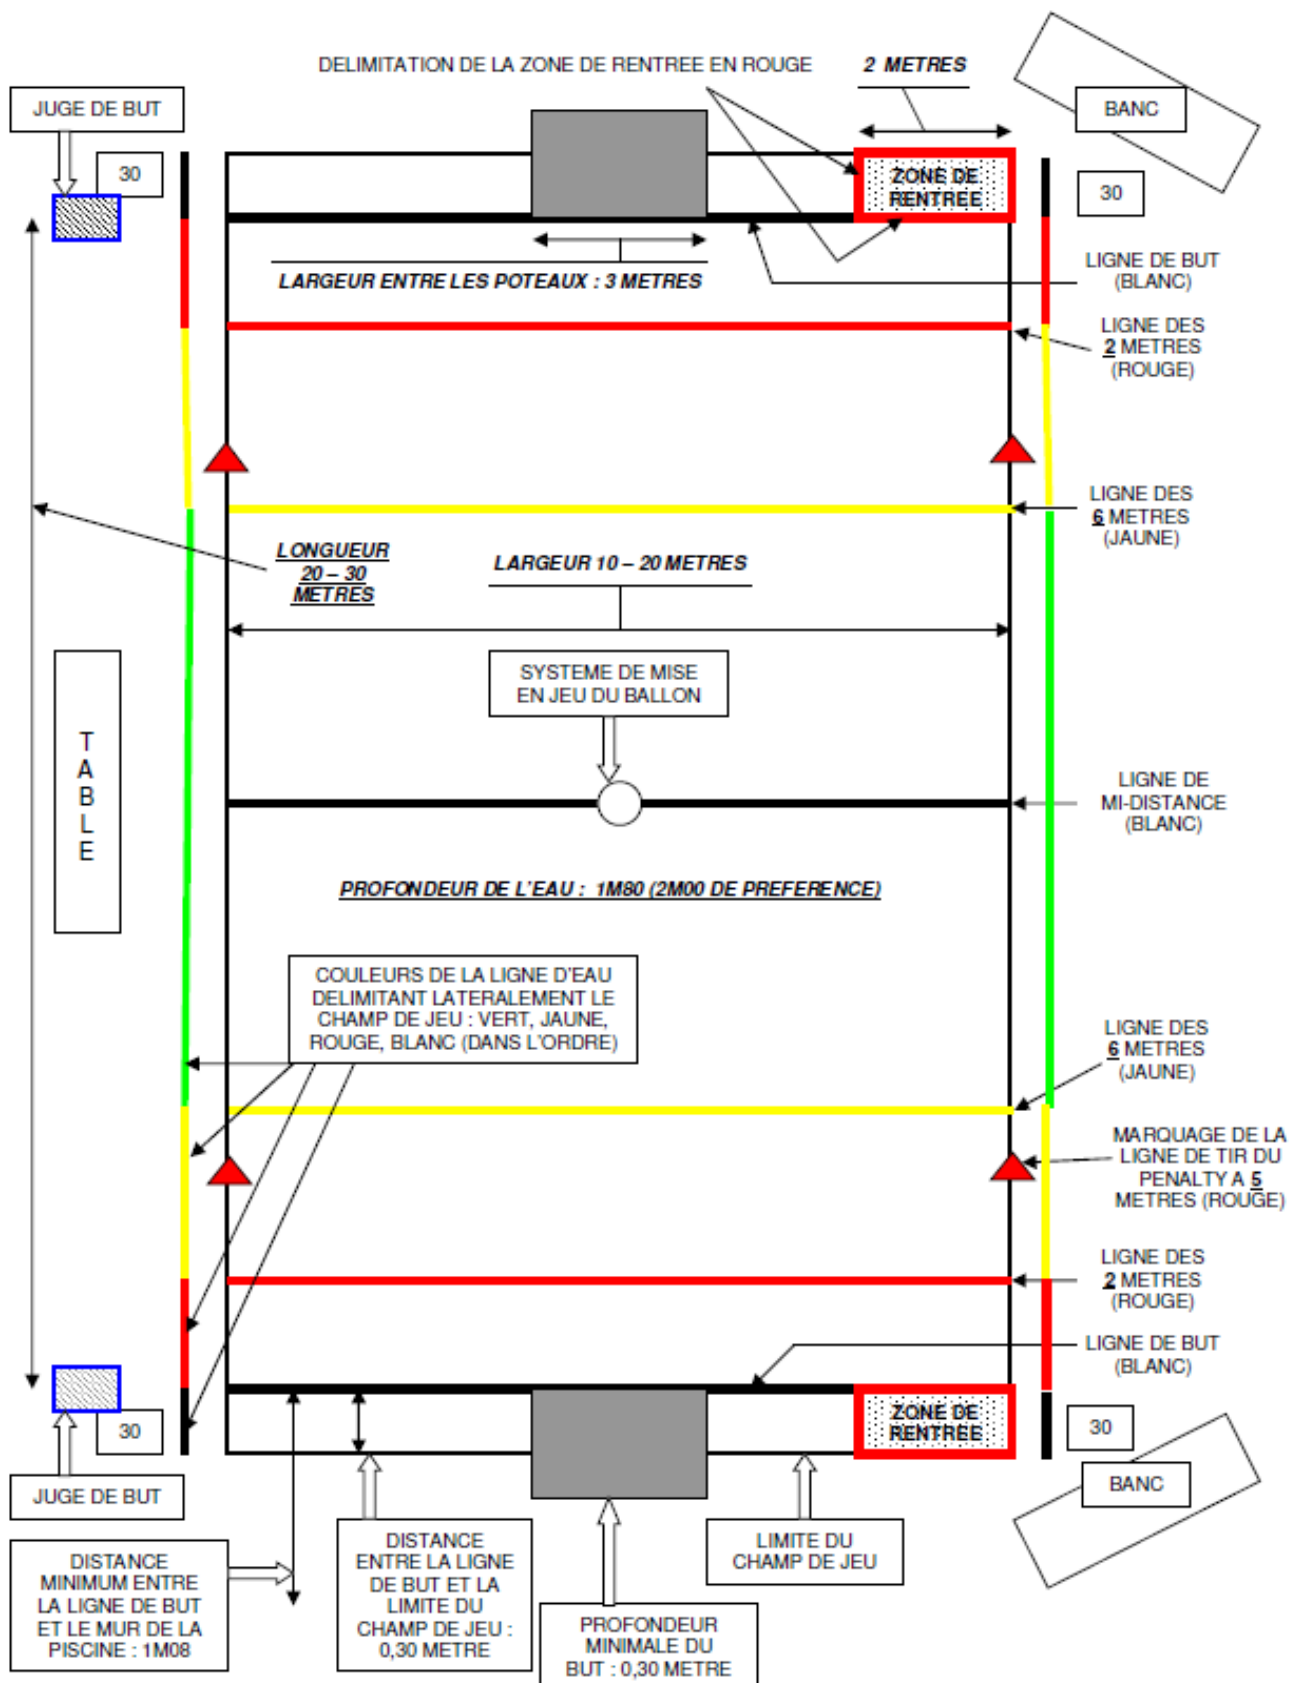 DELIMITATION DE LA ZONE DE RENTREE EN ROUGE
2 METRES
JUGE DE BUT
BANC
30
ZONE DE
RENTREE
30
LARGEUR ENTRE LES POTEAUX : 3 METRES
LIGNE DE BUT
(BLANC)
LIGNE DES
2 METRES
(ROUGE)
LIGNE DES
6 METRES
(JAUNE)
LONGUEUR
20 – 30
METRES
LARGEUR 10 – 20 METRES
SYSTEME DE MISE
EN JEU DU BALLON
T
A
B
L
E
LIGNE DE
MI-DISTANCE
(BLANC)
PROFONDEUR DE L'EAU : 1M80 (2M00 DE PREFERENCE)
COULEURS DE LA LIGNE D'EAU
DELIMITANT LATERALEMENT LE
CHAMP DE JEU : VERT, JAUNE,
ROUGE, BLANC (DANS L'ORDRE)
LIGNE DES
6 METRES
(JAUNE)
MARQUAGE DE LA
LIGNE DE TIR DU
PENALTY A 5
METRES (ROUGE)
LIGNE DES
2 METRES
(ROUGE)
LIGNE DE BUT
(BLANC)
30
ZONE DE
RENTREE
30
JUGE DE BUT
BANC
DISTANCE
MINIMUM ENTRE
LA LIGNE DE BUT
ET LE MUR DE LA
PISCINE : 1M08
DISTANCE
ENTRE LA LIGNE
DE BUT ET LA
LIMITE DU
CHAMP DE JEU :
0,30 METRE
PROFONDEUR
MINIMALE DU
BUT : 0,30 METRE
LIMITE DU
CHAMP DE JEU